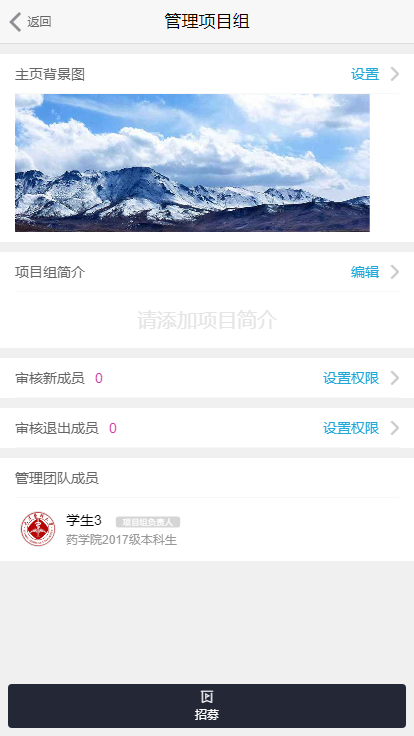 返回
管理项目组
主页背景图 设置
项目组简介 编辑
请添加项目简介
审核新成员 0 设置权限
审核退出成员 0 设置权限
管理团队成员
学生3 项目组负责人
药学院2017级本科生
招募